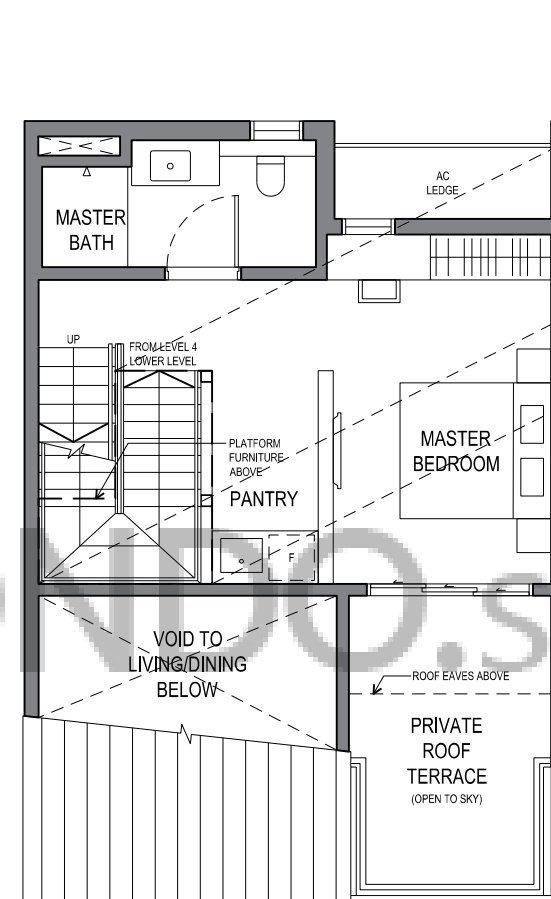 AC
LEDGE
MASTER
BATH
UP
FROM LEVEL 4
LOWER LEVEL
PLATFORM
FURNITURE
ABOVE
MASTER
BEDROOM
PANTRY
F
NDO.s
VOID TO
LIVING/DINING
BELOW
ROOF EAVES ABOVE
PRIVATE
ROOF
TERRACE
(OPEN TO SKY)